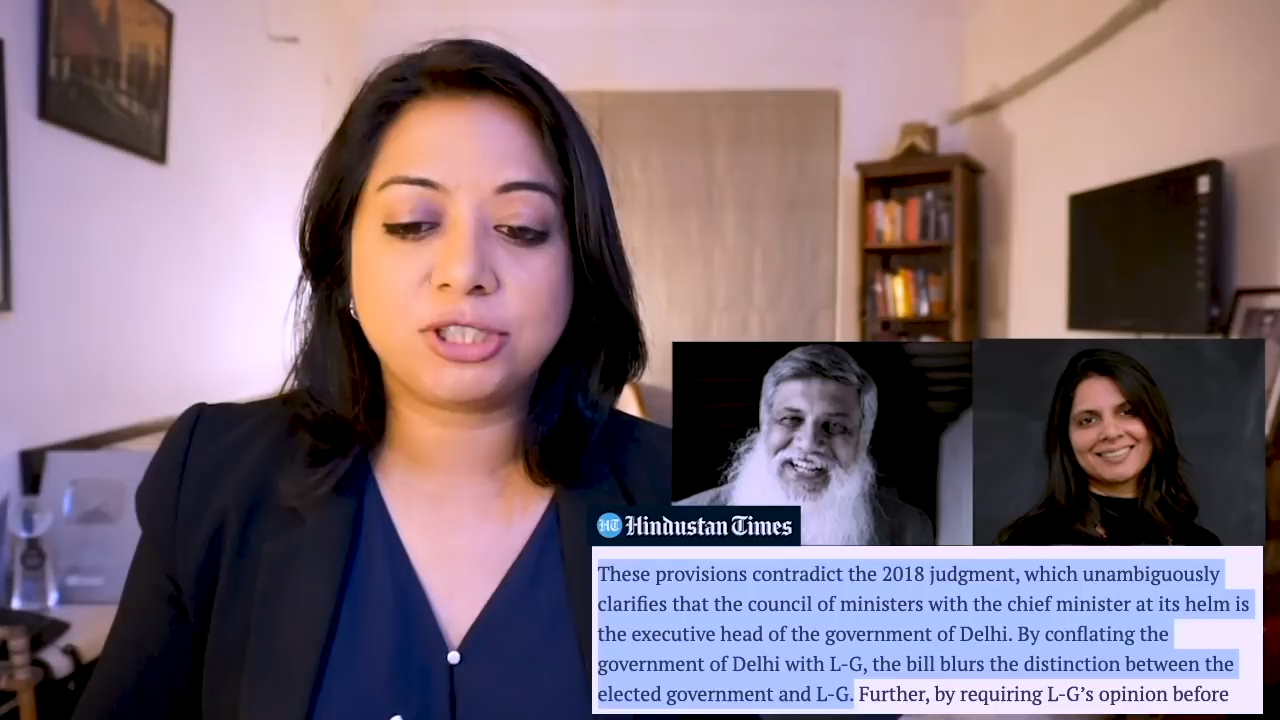 HT Hindustan Times
These provisions contradict the 2018 judgment, which unambiguously
clarifies that the council of ministers with the chief minister at its helm is
the executive head of the government of Delhi. By conflating the
government of Delhi with L-G, the bill blurs the distinction between the
elected government and L-G. Further, by requiring L-G’s opinion before